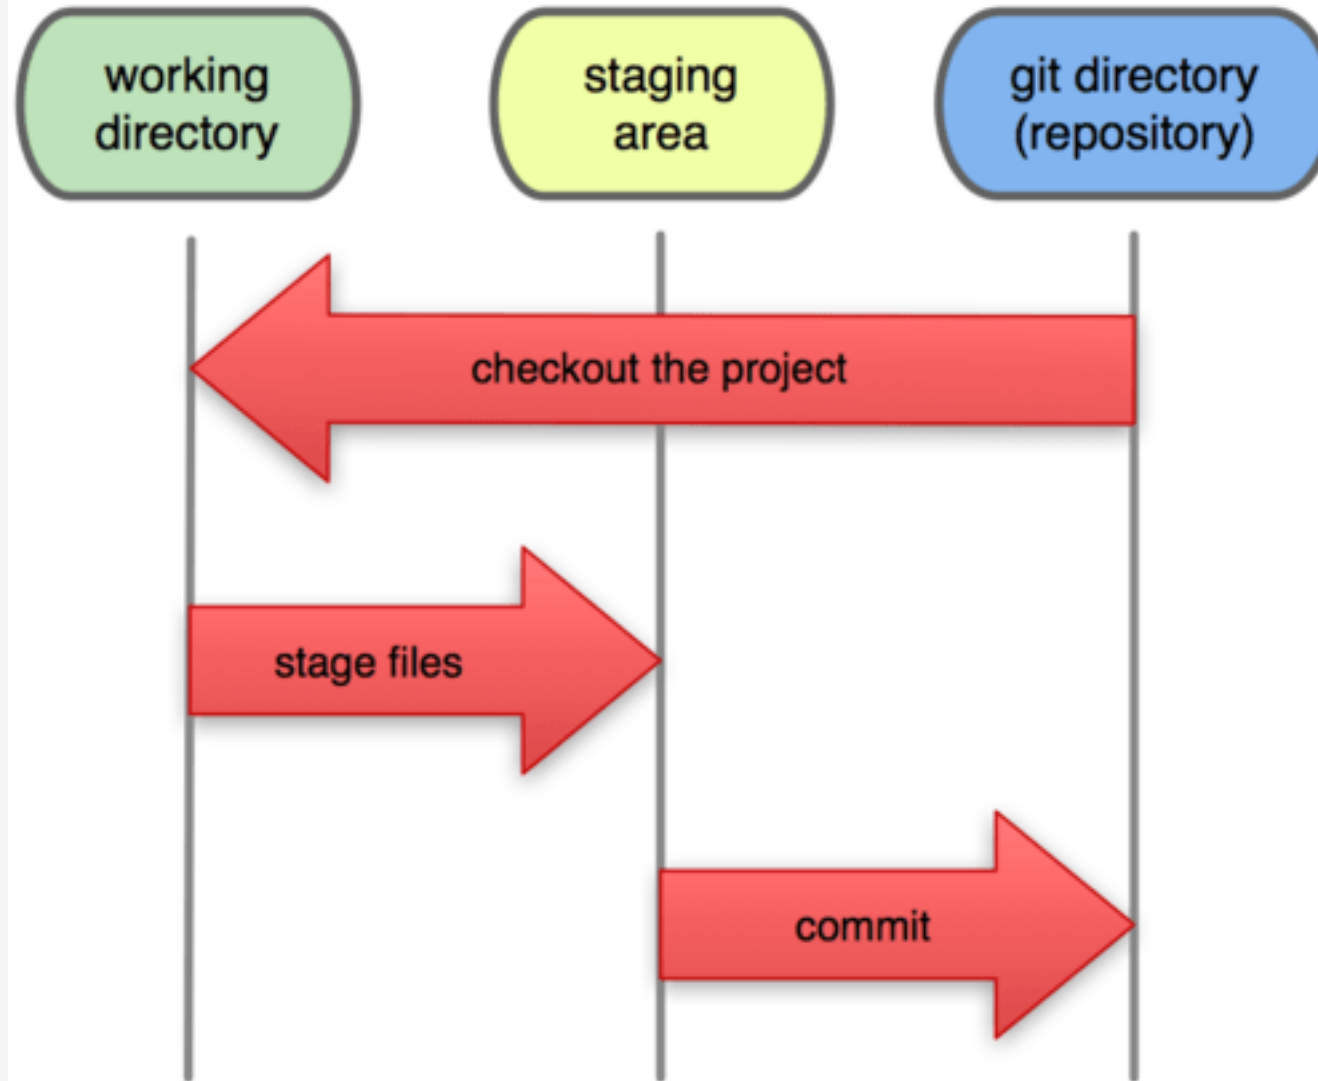 working
directory
staging
area
git directory
(repository)
checkout the project
stage files
commit